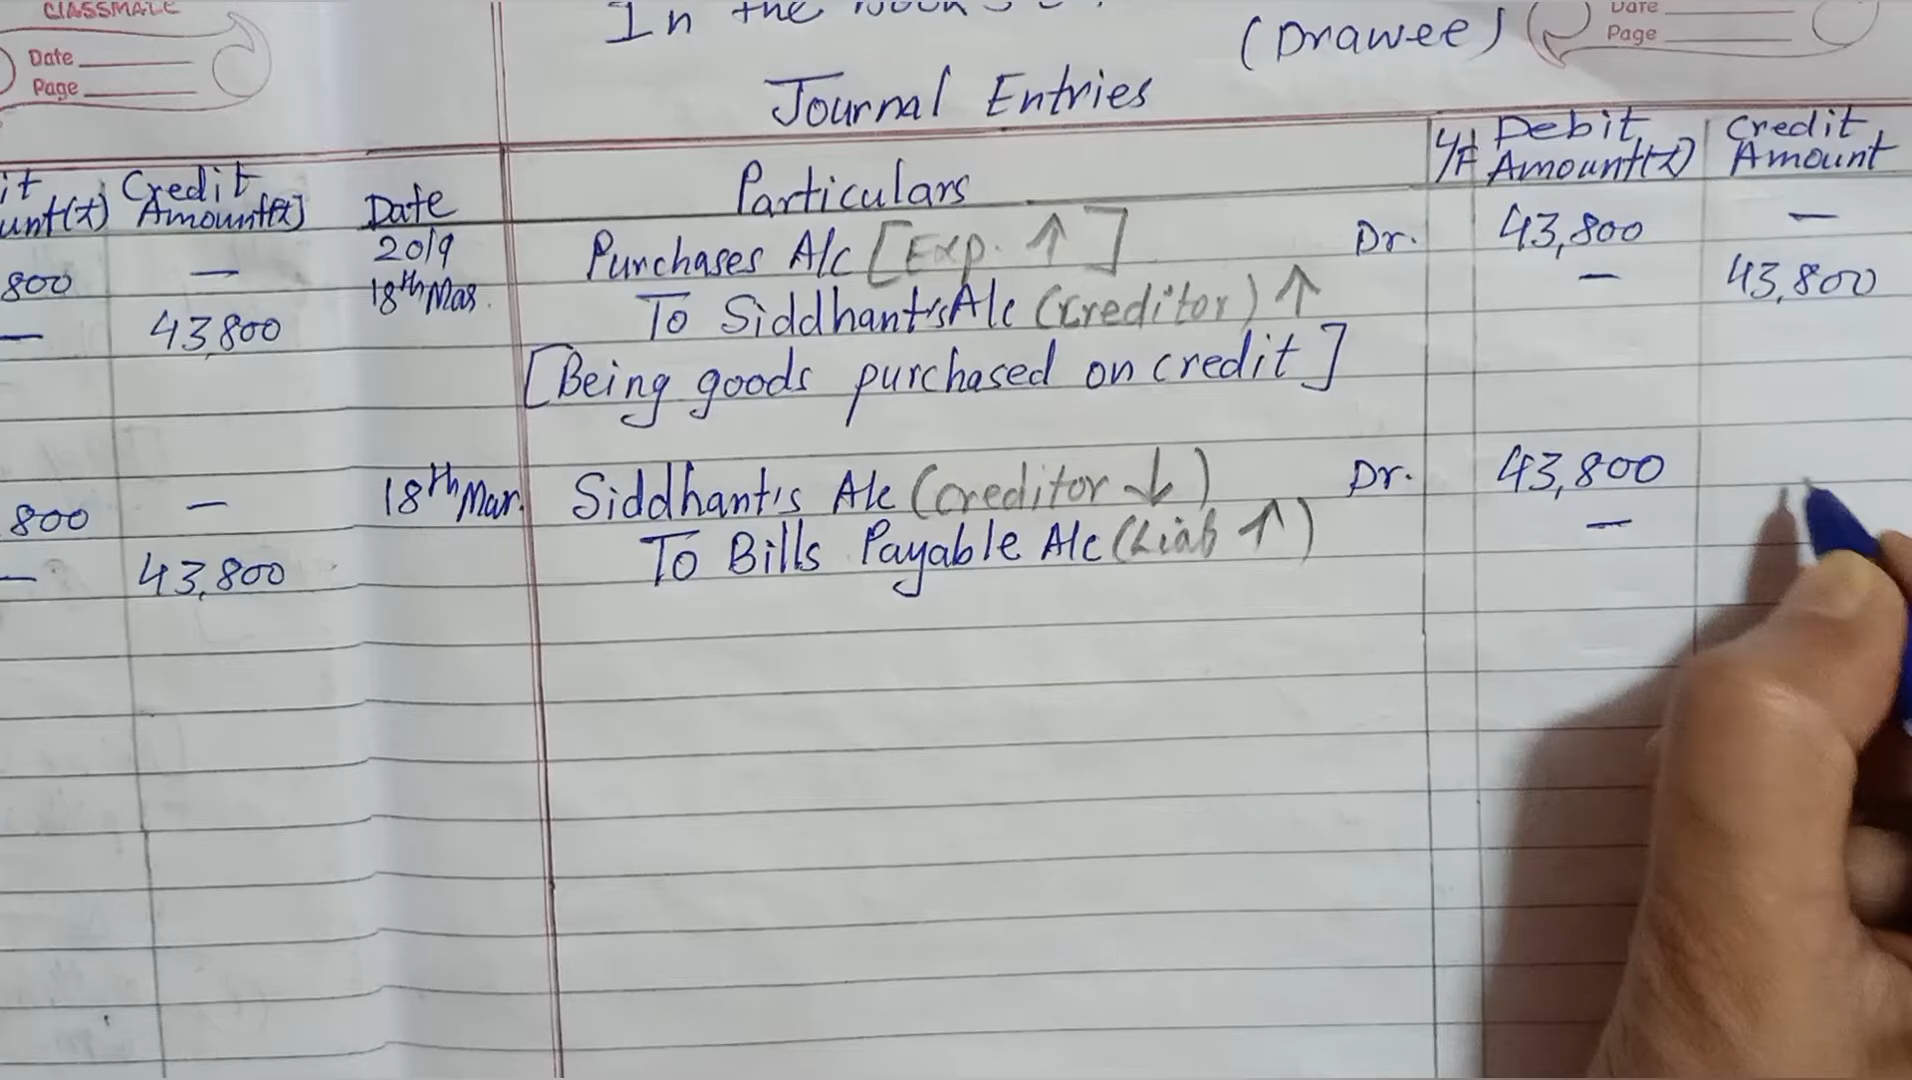 CLASSMATE
Date
Page
In the
(Drawee)
Date
Page
Journal Entries
it
unt(₹)
Credit
Amount(₹)
Date
Particulars
L/F
Debit
Amount(₹)
Credit
Amount
2019
18th Mar.
Purchases A/c [Exp. ↑] Dr. 43,800 —
To Siddhant's A/c (creditor) ↑ — 43,800
[Being goods purchased on credit]
800 —
— 43,800
18th Mar. Siddhant's A/c (creditor ↓) Dr. 43,800
To Bills Payable A/c (Liab ↑) —
800 —
— 43,800